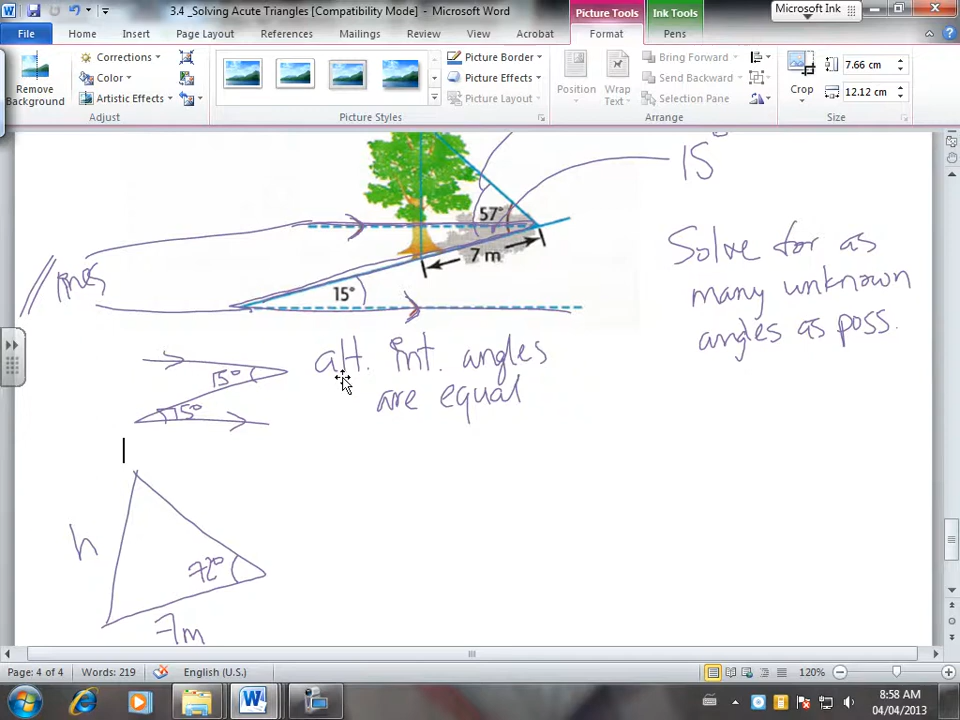 3.4 _Solving Acute Triangles [Compatibility Mode] - Microsoft Word
Picture Tools
Ink Tools
Microsoft Ink
File
Home
Insert
Page Layout
References
Mailings
Review
View
Acrobat
Format
Pens
Remove Background
Corrections
Color
Artistic Effects
Adjust
Picture Styles
Picture Border
Picture Effects
Picture Layout
Position
Wrap Text
Bring Forward
Send Backward
Selection Pane
Arrange
Crop
7.66 cm
12.12 cm
Size
15
57°
7 m
15°
// lines
Solve for as
many unknown
angles as poss.
15°
15°
alt. int. angles
are equal
h
72°
7m
Page: 4 of 4
Words: 219
English (U.S.)
120%
8:58 AM
04/04/2013